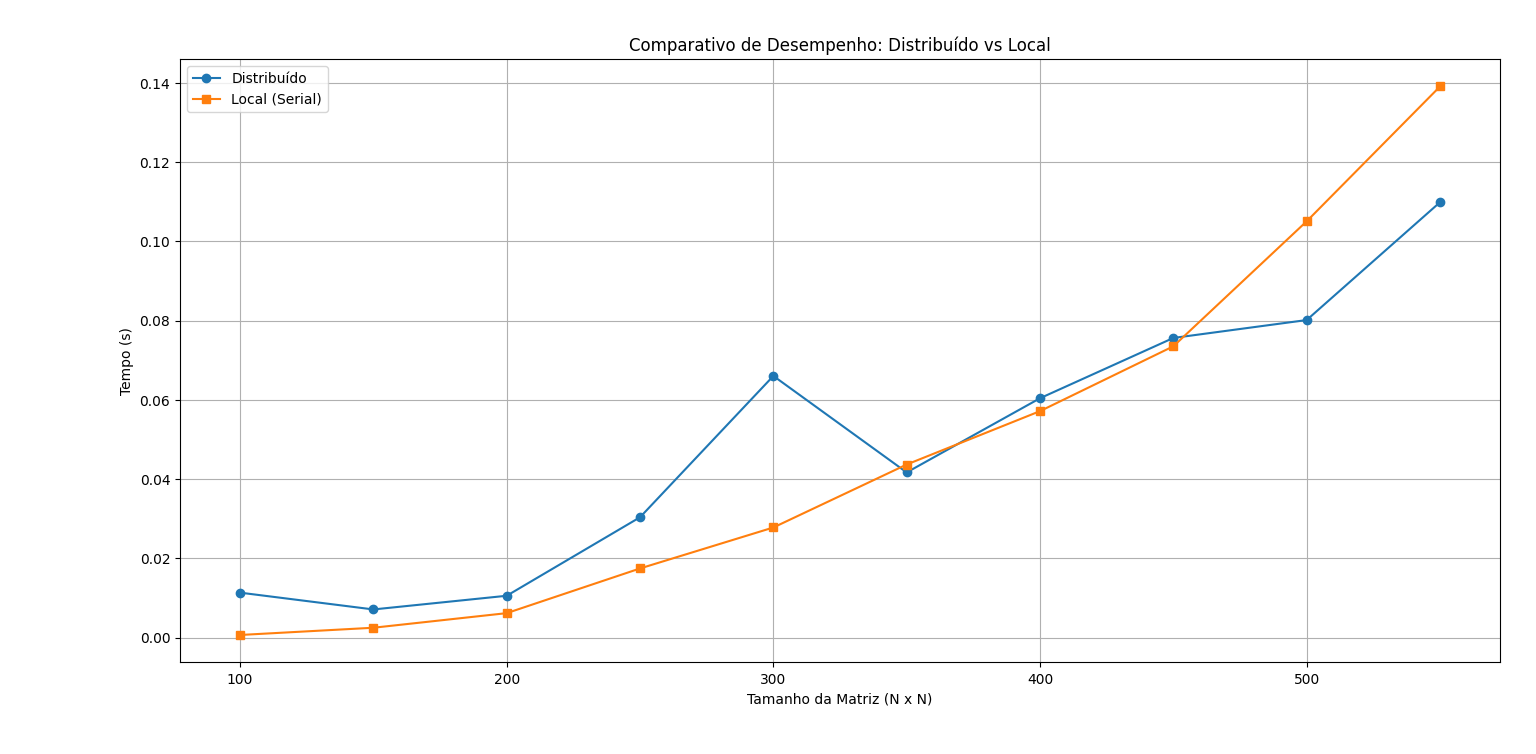 Comparativo de Desempenho: Distribuído vs Local
Distribuído
Local (Serial)
0.14
0.12
0.10
0.08
0.06
0.04
0.02
0.00
Tempo (s)
100
200
300
400
500
Tamanho da Matriz (N x N)